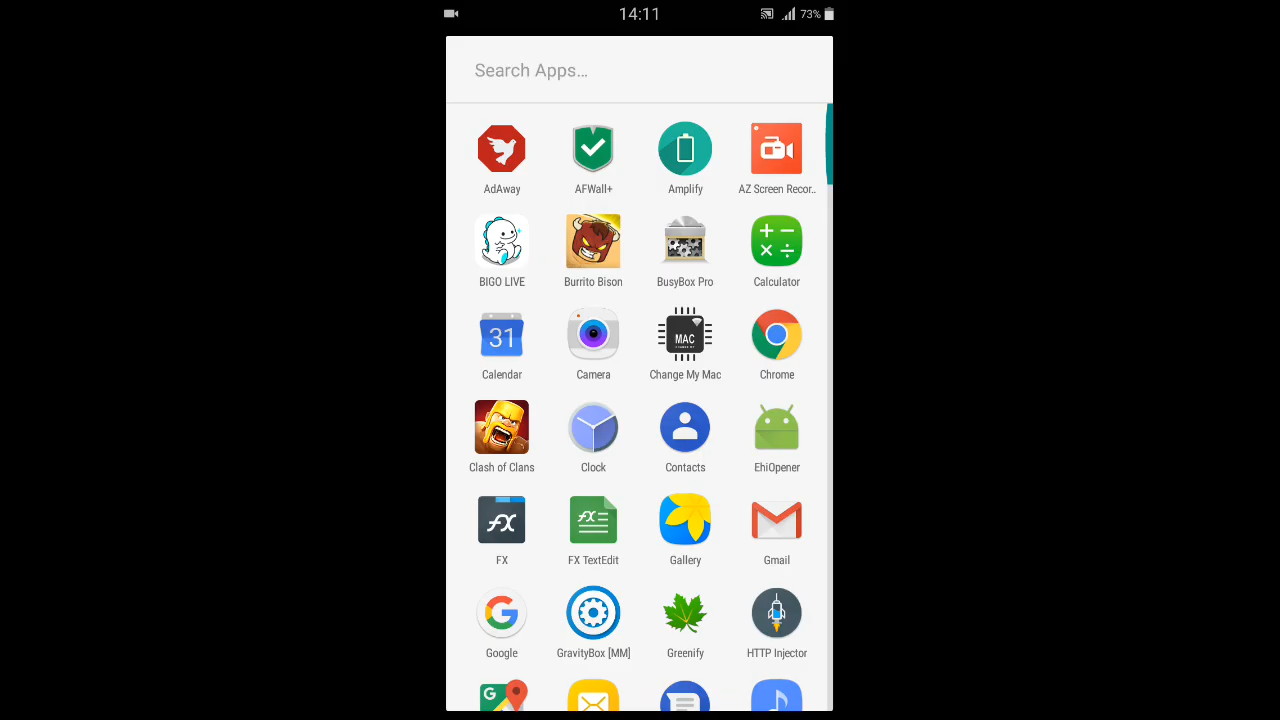 14:11
73%
Search Apps...
AdAway AFWall+ Amplify AZ Screen Recor..
BIGO LIVE Burrito Bison BusyBox Pro Calculator
31
MAC
Calendar Camera Change My Mac Chrome
Clash of Clans Clock Contacts EhiOpener
FX FX
FX FX TextEdit Gallery Gmail
G
Google GravityBox [MM] Greenify HTTP Injector
G